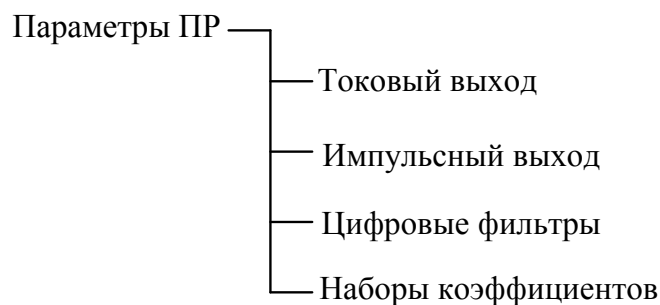 Параметры ПР
Токовый выход
Импульсный выход
Цифровые фильтры
Наборы коэффициентов